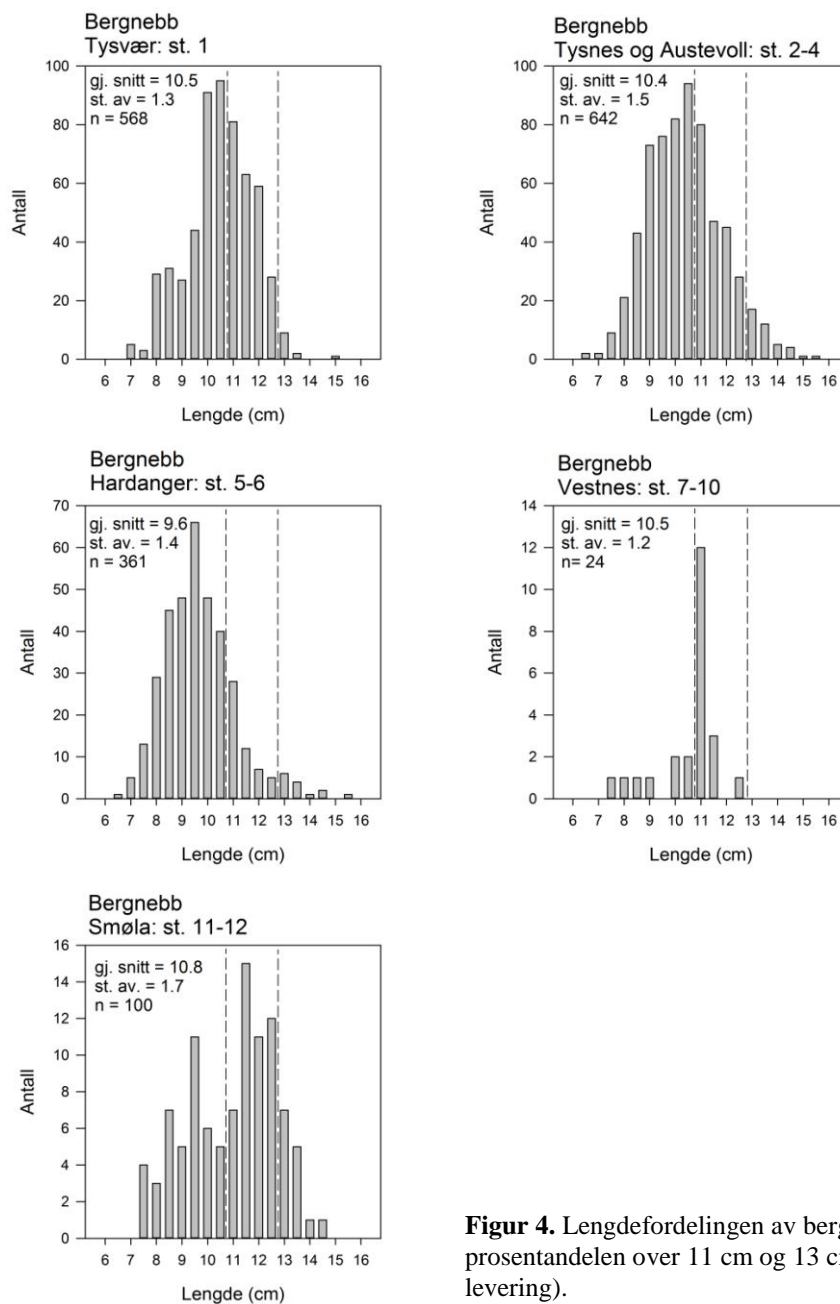 Bergnebb
Tysvær: st. 1
gj. snitt = 10.5
st. av = 1.3
n = 568
100
80
60
40
20
0
Antall
6 7 8 9 10 11 12 13 14 15 16
Lengde (cm)
Bergnebb
Tysnes og Austevoll: st. 2-4
gj. snitt = 10.4
st. av. = 1.5
n = 642
100
80
60
40
20
0
Antall
6 7 8 9 10 11 12 13 14 15 16
Lengde (cm)
Bergnebb
Hardanger: st. 5-6
gj. snitt = 9.6
st. av. = 1.4
n = 361
70
60
50
40
30
20
10
0
Antall
6 7 8 9 10 11 12 13 14 15 16
Lengde (cm)
Bergnebb
Vestnes: st. 7-10
gj. snitt = 10.5
st. av. = 1.2
n= 24
14
12
10
8
6
4
2
0
Antall
6 7 8 9 10 11 12 13 14 15 16
Lengde (cm)
Bergnebb
Smøla: st. 11-12
gj. snitt = 10.8
st. av. = 1.7
n = 100
16
14
12
10
8
6
4
2
0
Antall
6 7 8 9 10 11 12 13 14 15 16
Lengde (cm)
Figur 4. Lengdefordelingen av
prosentandelen over 11 cm og 13
levering).